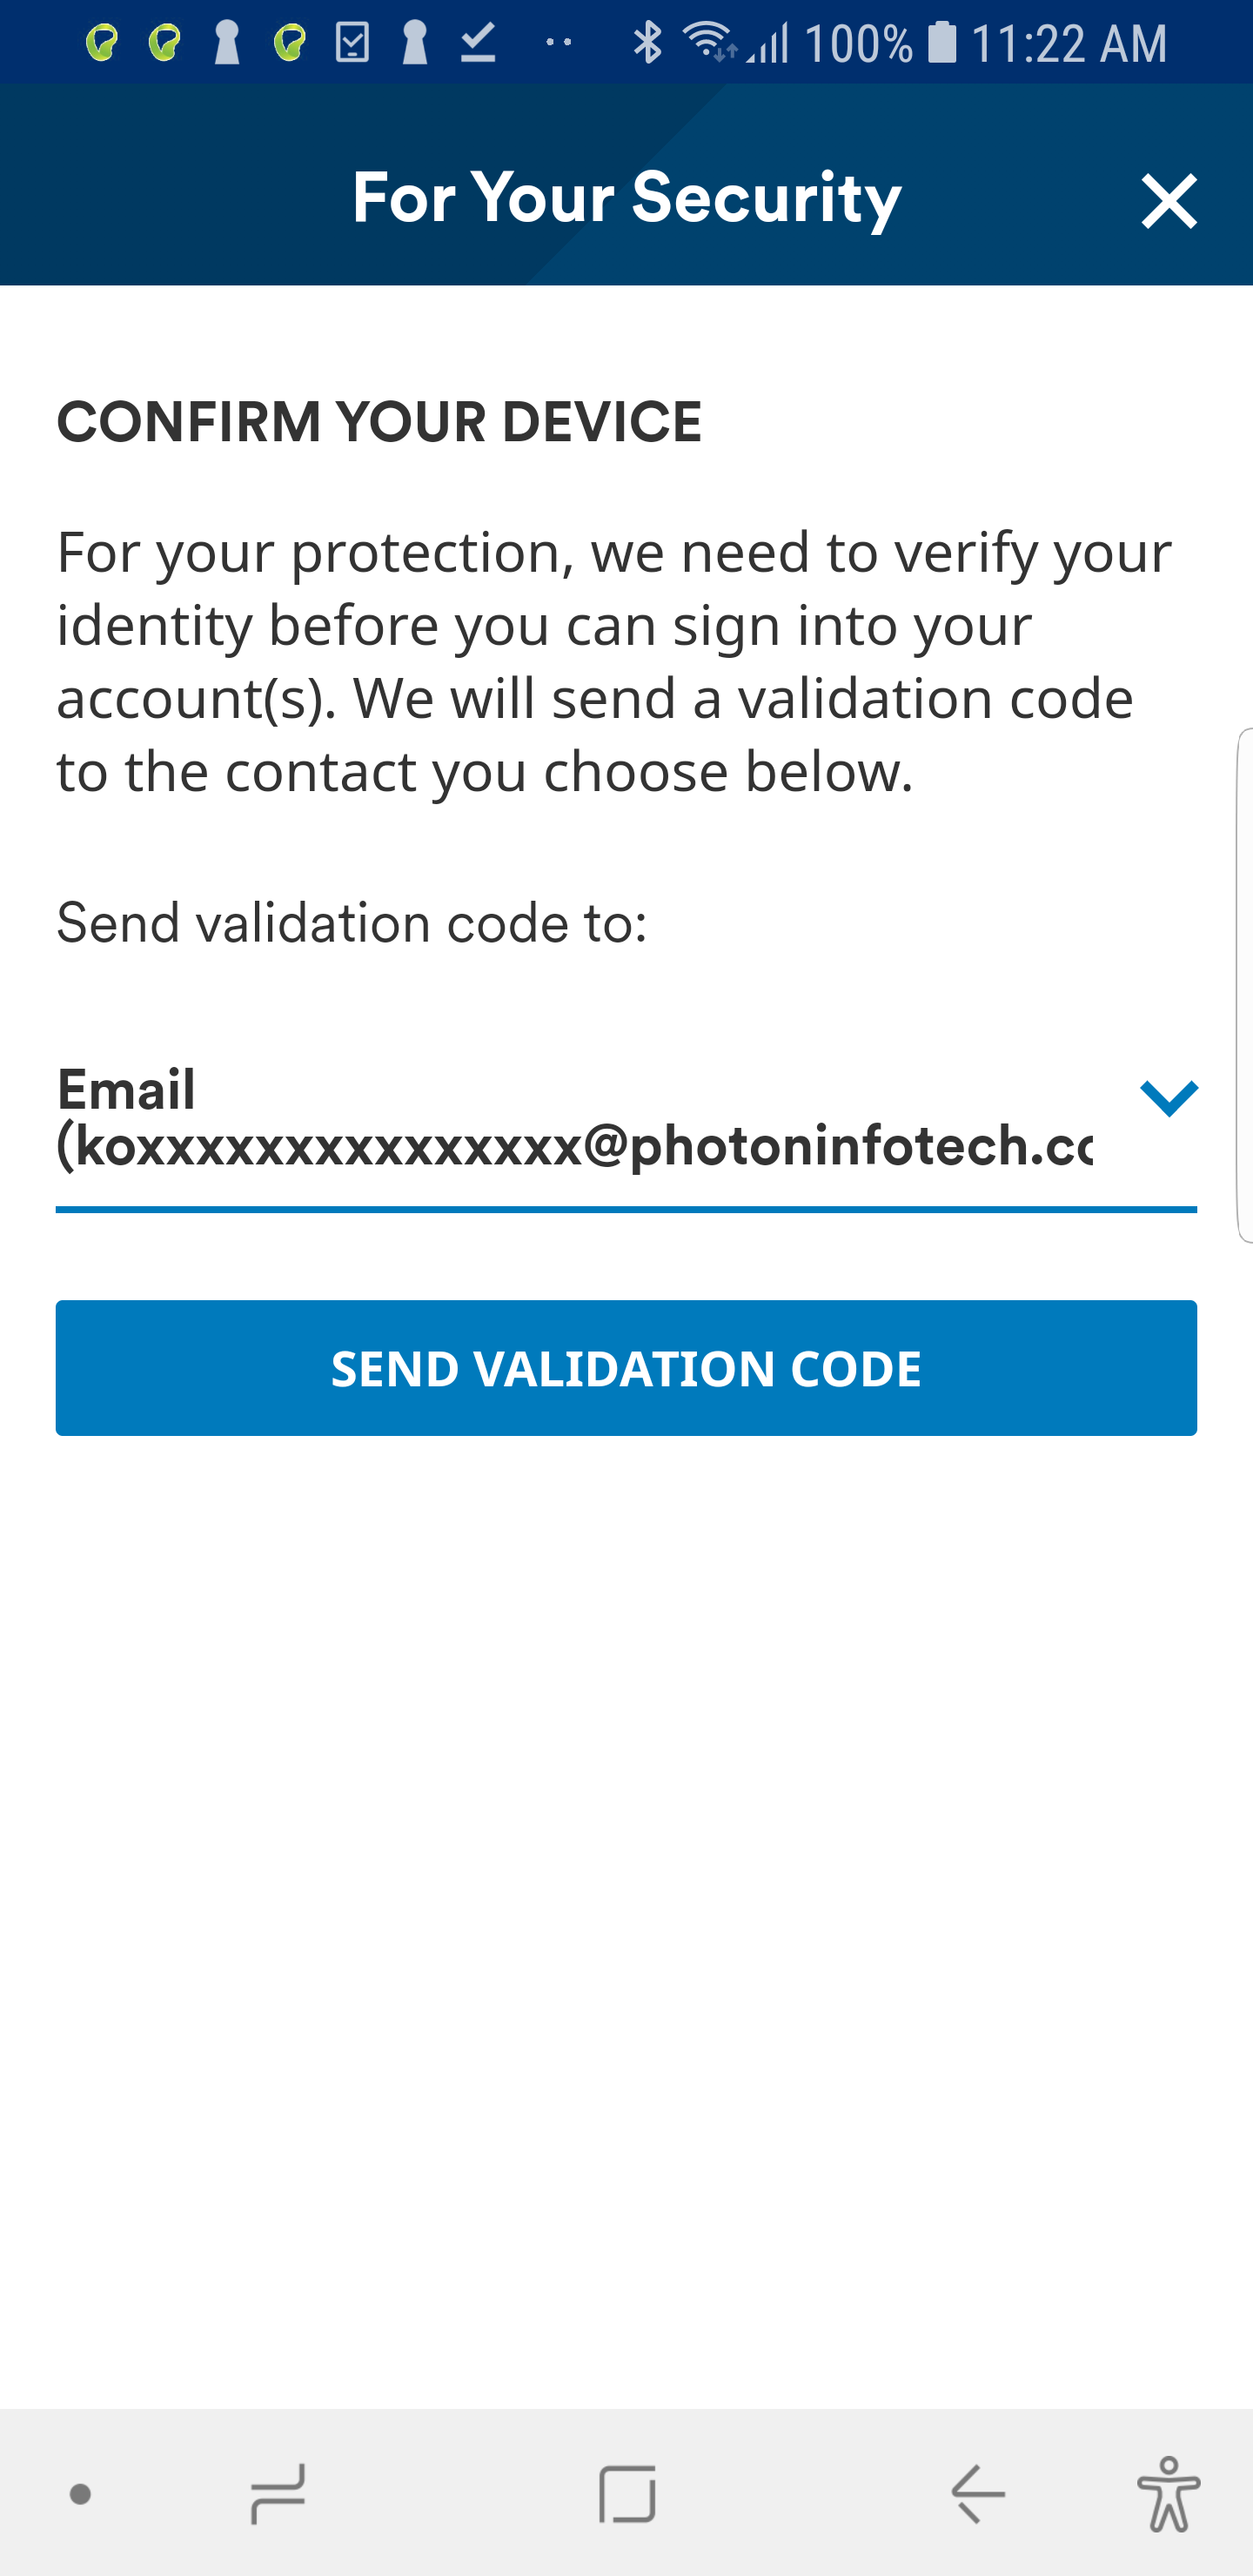 100% 11:22 AM
For Your Security
CONFIRM YOUR DEVICE
For your protection, we need to verify your
identity before you can sign into your
account(s). We will send a validation code
to the contact you choose below.
Send validation code to:
Email
(koxxxxxxxxxxxxxxx@photoninfotech.co
SEND VALIDATION CODE